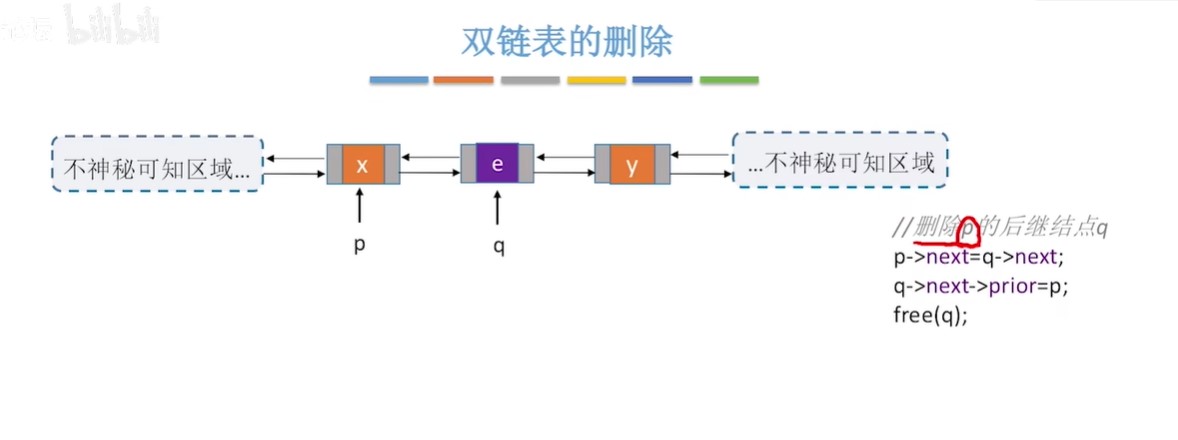 bilibili
双链表的删除
不神秘可知区域...
x
e
y
...不神秘可知区域
p
q
//删除p的后继结点q
p->next=q->next;
q->next->prior=p;
free(q);